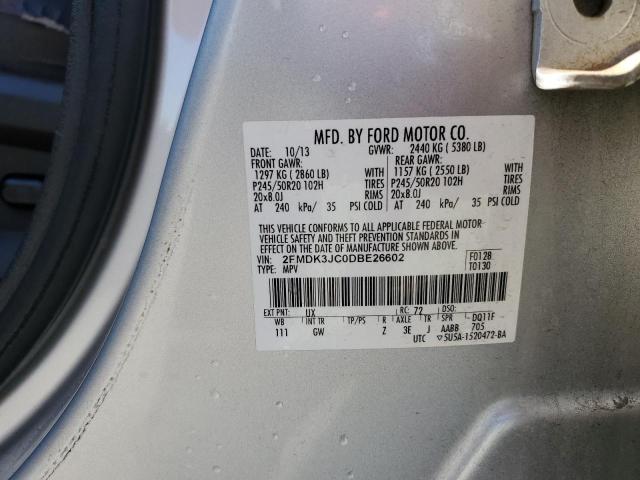 MFD. BY FORD MOTOR CO.
DATE: 10/13 GVWR: 2440 KG ( 5380 LB)
FRONT GAWR: REAR GAWR:
1297 KG ( 2860 LB) WITH 1157 KG ( 2550 LB) WITH
P245/50R20 102H TIRES P245/50R20 102H TIRES
20x8.0J RIMS 20x8.0J RIMS
AT 240 kPa/ 35 PSI COLD AT 240 kPa/ 35 PSI COLD
THIS VEHICLE CONFORMS TO ALL APPLICABLE FEDERAL MOTOR
VEHICLE SAFETY AND THEFT PREVENTION STANDARDS IN
EFFECT ON THE DATE OF MANUFACTURE SHOWN ABOVE.
VIN: 2FMDK3JC0DBE26602 F0128
TYPE: MPV T0130
EXT PNT: UX RC: 72 DSO:
WB INT TR TP/PS R AXLE TR SPR DQ11F
111 GW Z 3E J AABB 705
UTC ▽5U5A-1520472-BA